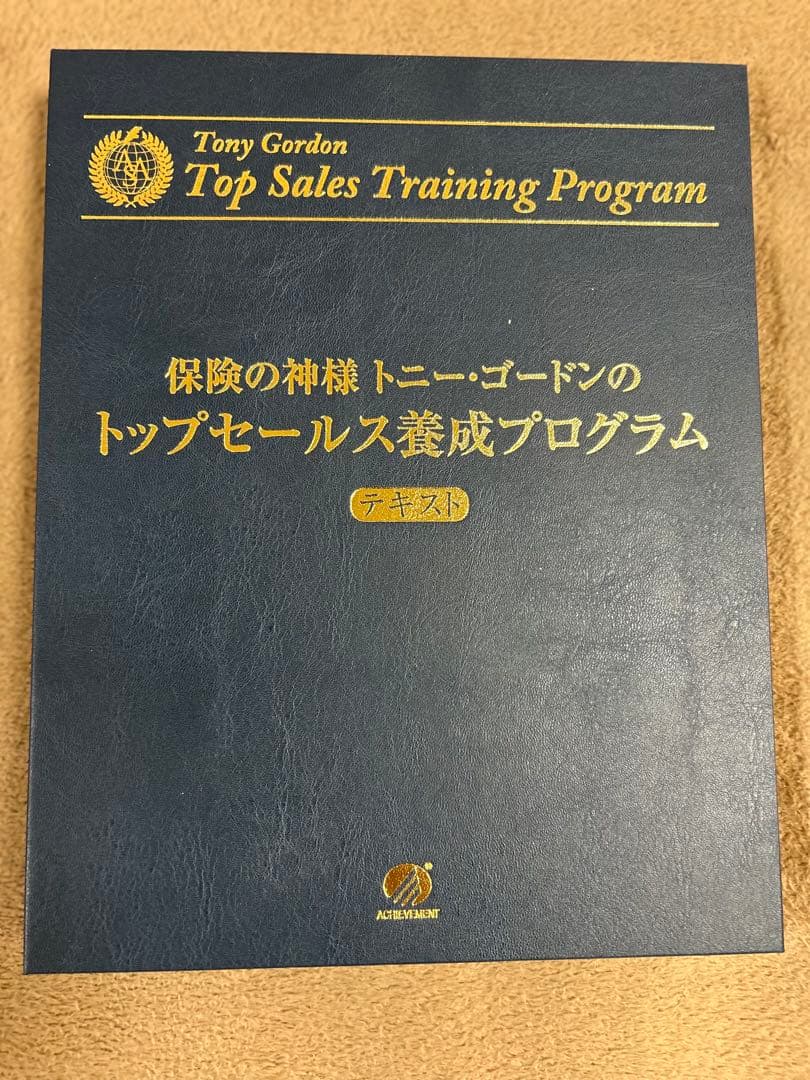 Tony Gordon
Top Sales Training Program
保険の神様 トニー・ゴードンの
トップセールス養成プログラム
テキスト
ACHIEVEMENT